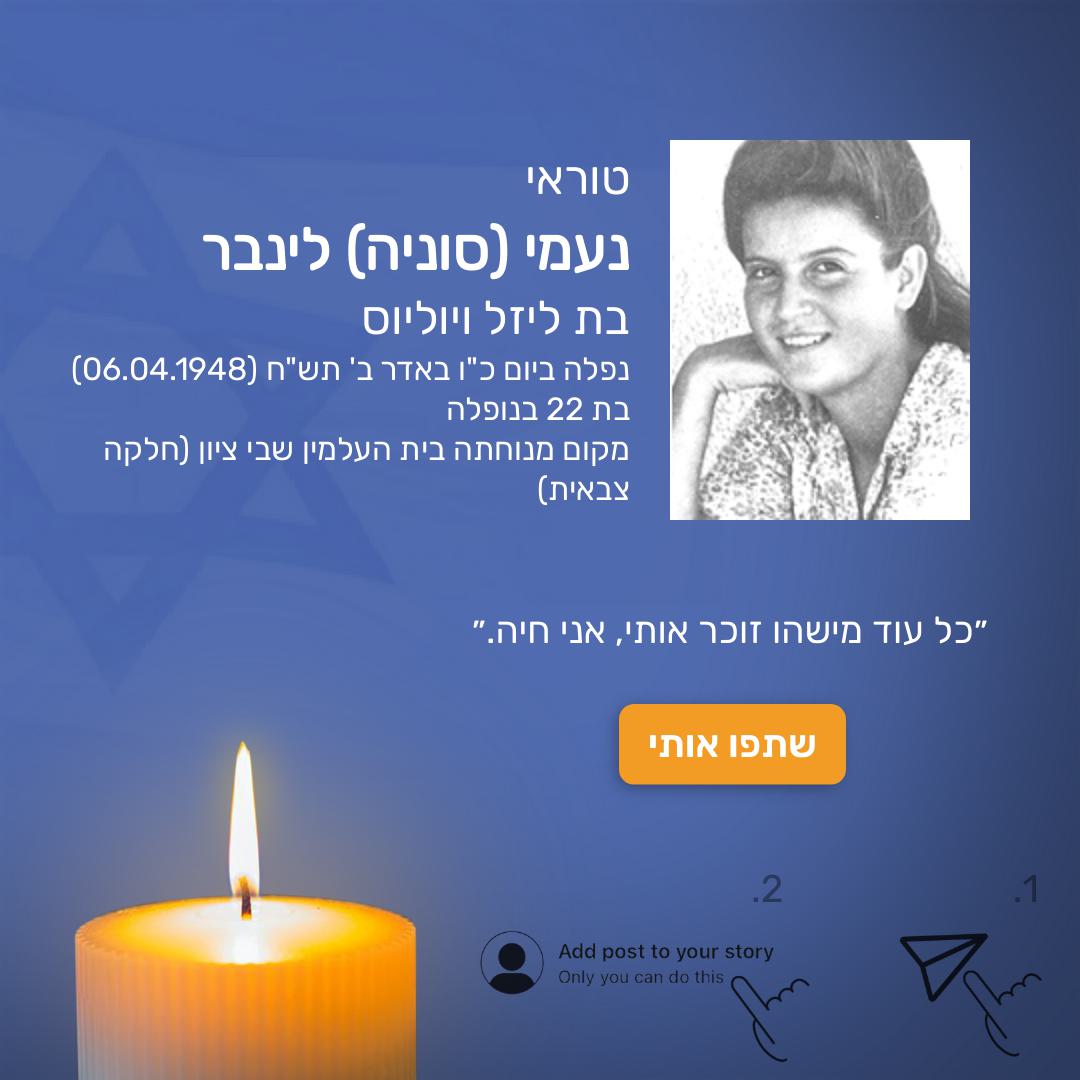 טוראי
נעמי (סוניה) לינבר
בת ליזל ויוליוס
נפלה ביום כ"ו באדר ב' תש"ח (06.04.1948)
בת 22 בנופלה
מקום מנוחתה בית העלמין שבי ציון (חלקה
צבאית)
״כל עוד מישהו זוכר אותי, אני חיה.״
שתפו אותי
.1
.2
Add post to your story
Only you can do this